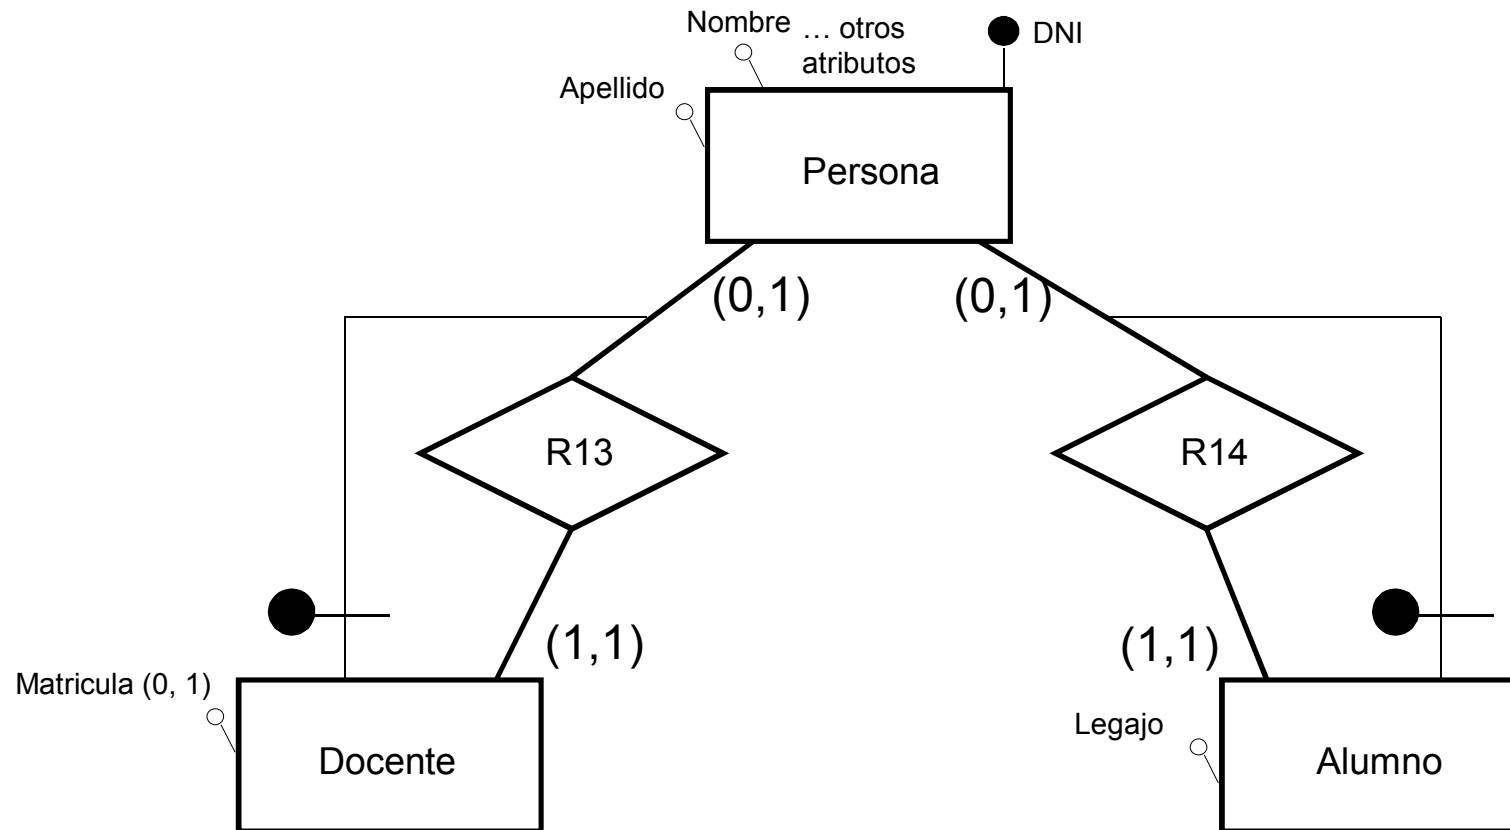 Nombre
… otros
atributos
DNI
Apellido
Persona
(0,1)
(0,1)
R13
R14
(1,1)
(1,1)
Matricula (0, 1)
Legajo
Docente
Alumno